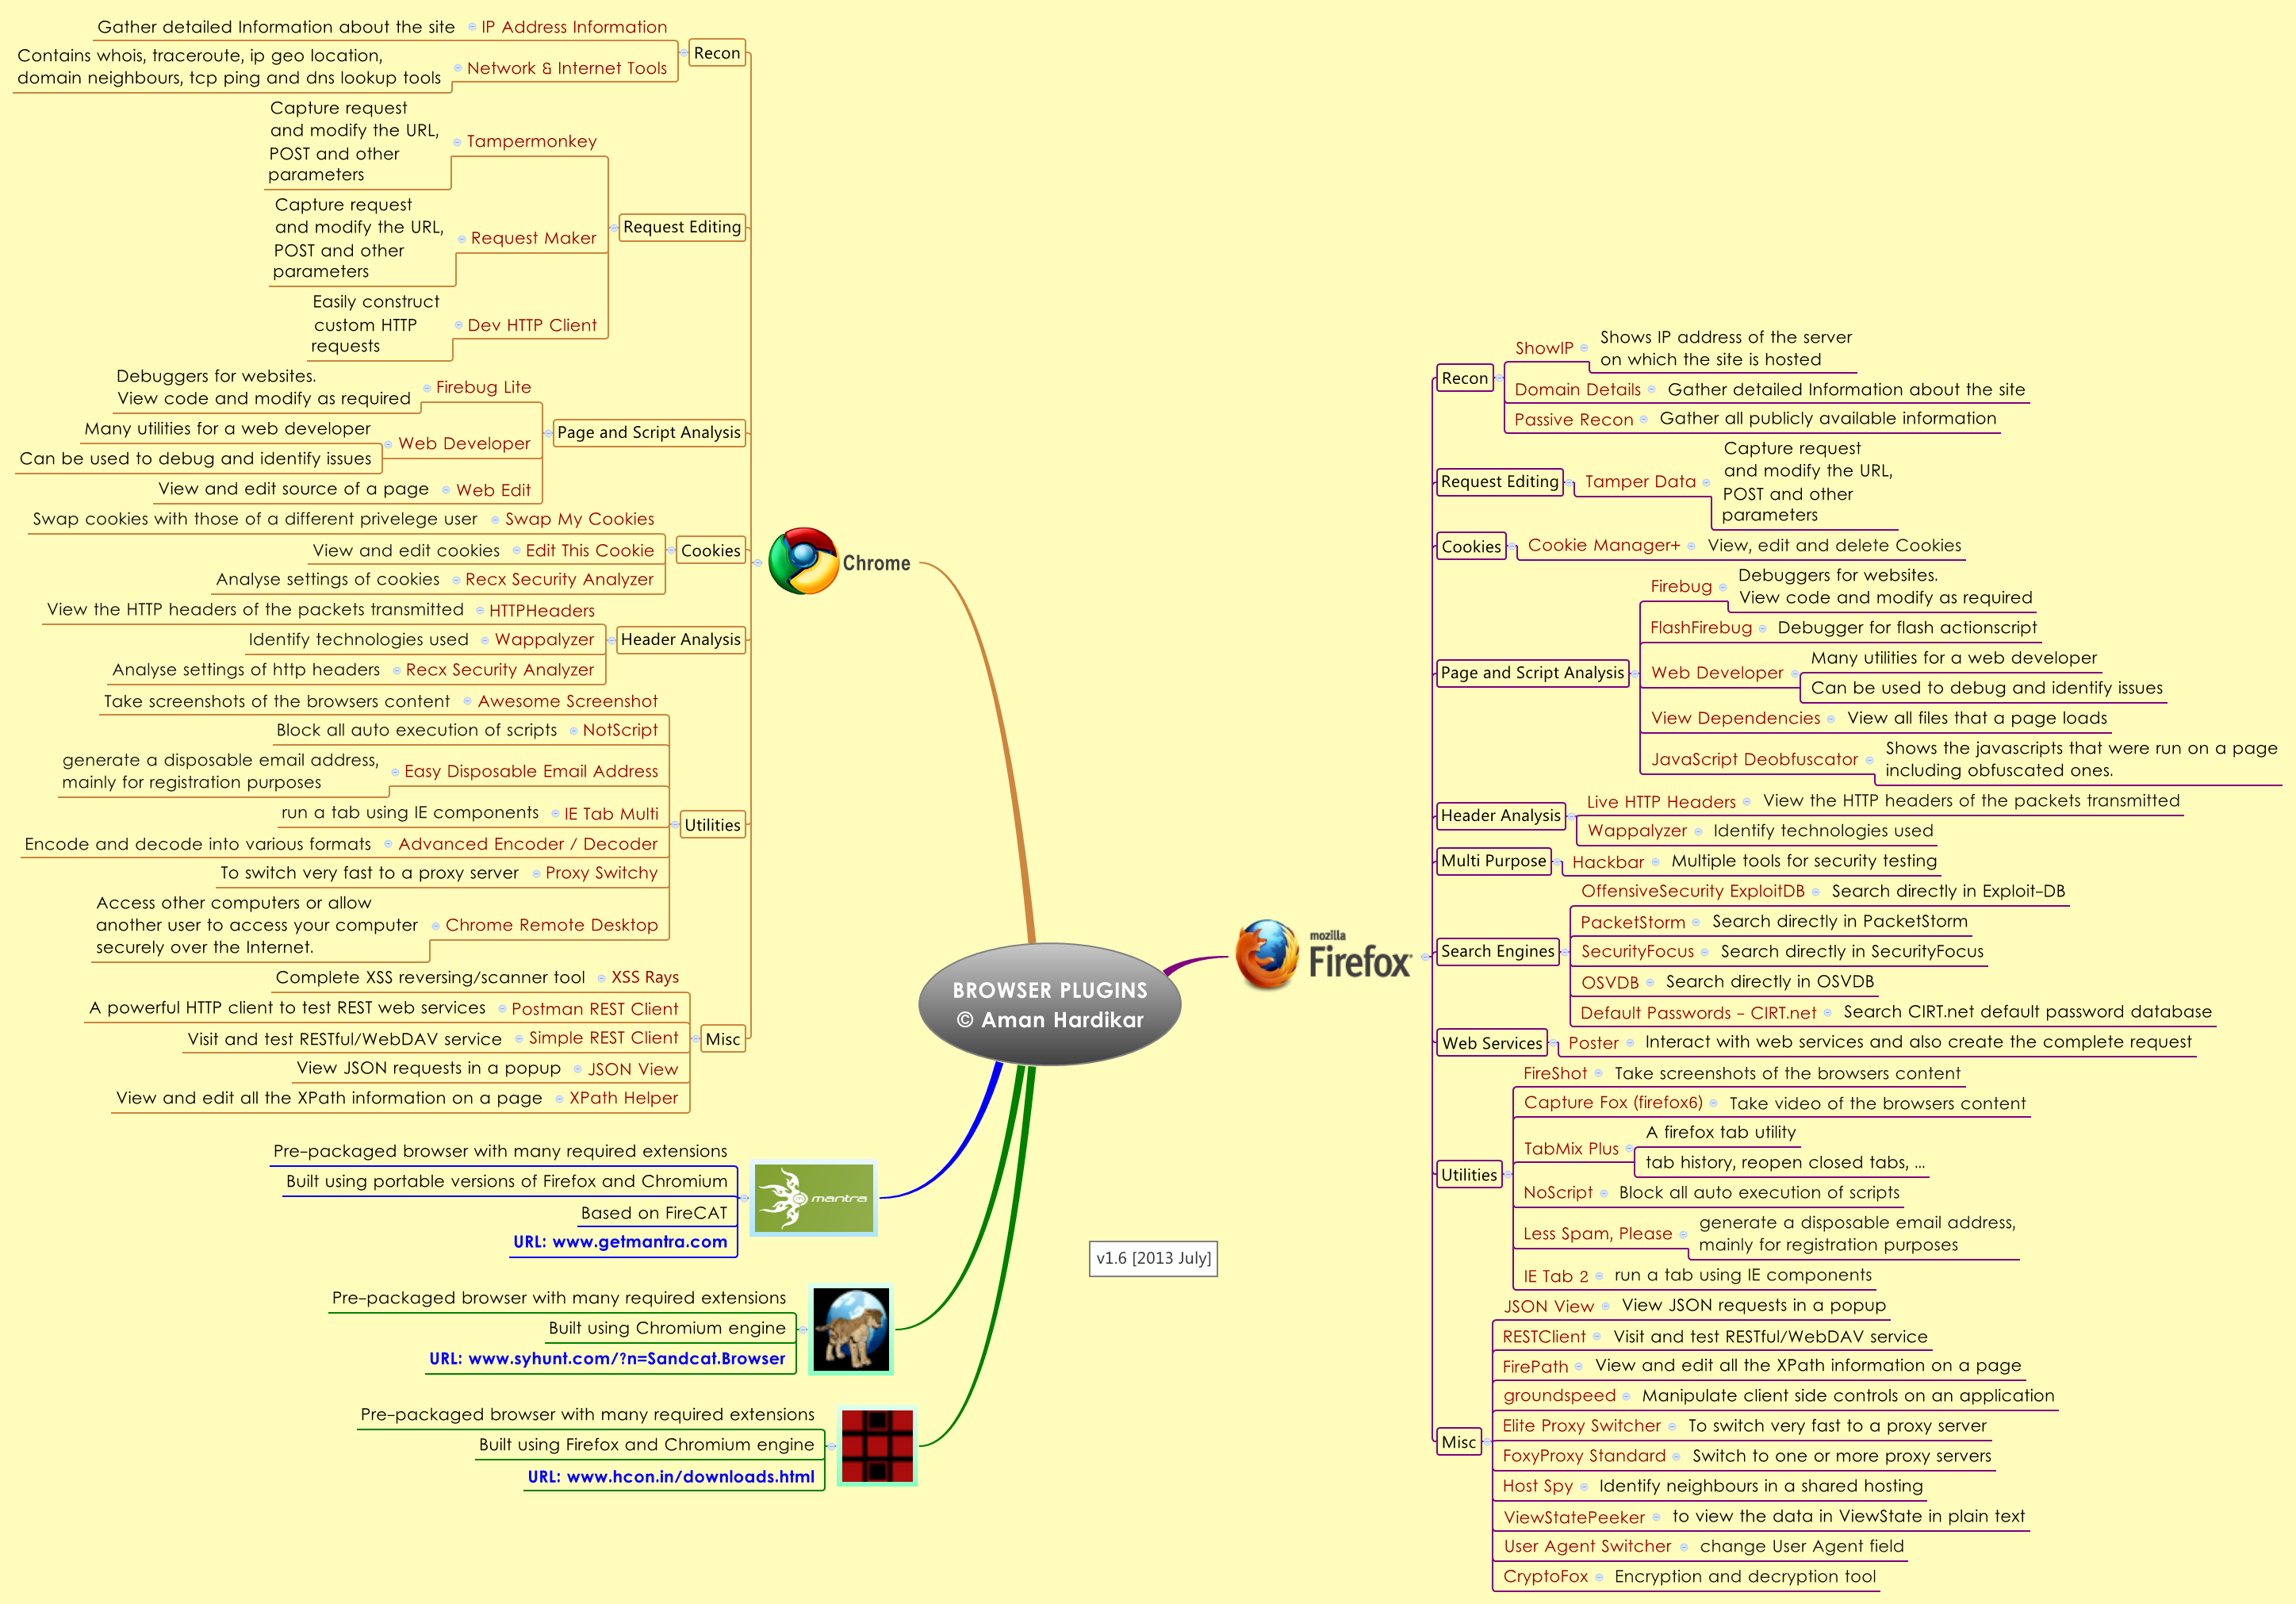 BROWSER PLUGINS
© Aman Hardikar
v1.6 [2013 July]
Chrome
Recon
IP Address Information
Gather detailed Information about the site
Network & Internet Tools
Contains whois, traceroute, ip geo location,
domain neighbours, tcp ping and dns lookup tools
Request Editing
Tampermonkey
Capture request
and modify the URL,
POST and other
parameters
Request Maker
Capture request
and modify the URL,
POST and other
parameters
Dev HTTP Client
Easily construct
custom HTTP
requests
Page and Script Analysis
Firebug Lite
Debuggers for websites.
View code and modify as required
Web Developer
Many utilities for a web developer
Can be used to debug and identify issues
Web Edit
View and edit source of a page
Cookies
Swap My Cookies
Swap cookies with those of a different privelege user
Edit This Cookie
View and edit cookies
Recx Security Analyzer
Analyse settings of cookies
Header Analysis
HTTPHeaders
View the HTTP headers of the packets transmitted
Wappalyzer
Identify technologies used
Recx Security Analyzer
Analyse settings of http headers
Utilities
Awesome Screenshot
Take screenshots of the browsers content
NotScript
Block all auto execution of scripts
Easy Disposable Email Address
generate a disposable email address,
mainly for registration purposes
IE Tab Multi
run a tab using IE components
Advanced Encoder / Decoder
Encode and decode into various formats
Proxy Switchy
To switch very fast to a proxy server
Chrome Remote Desktop
Access other computers or allow
another user to access your computer
securely over the Internet.
Misc
XSS Rays
Complete XSS reversing/scanner tool
Postman REST Client
A powerful HTTP client to test REST web services
Simple REST Client
Visit and test RESTful/WebDAV service
JSON View
View JSON requests in a popup
XPath Helper
View and edit all the XPath information on a page
mantra
Pre-packaged browser with many required extensions
Built using portable versions of Firefox and Chromium
Based on FireCAT
URL: www.getmantra.com
Pre-packaged browser with many required extensions
Built using Chromium engine
URL: www.syhunt.com/?n=Sandcat.Browser
Pre-packaged browser with many required extensions
Built using Firefox and Chromium engine
URL: www.hcon.in/downloads.html
mozilla
Firefox
Recon
ShowIP
Shows IP address of the server
on which the site is hosted
Domain Details
Gather detailed Information about the site
Passive Recon
Gather all publicly available information
Request Editing
Tamper Data
Capture request
and modify the URL,
POST and other
parameters
Cookies
Cookie Manager+
View, edit and delete Cookies
Page and Script Analysis
Firebug
Debuggers for websites.
View code and modify as required
FlashFirebug
Debugger for flash actionscript
Web Developer
Many utilities for a web developer
Can be used to debug and identify issues
View Dependencies
View all files that a page loads
JavaScript Deobfuscator
Shows the javascripts that were run on a page
including obfuscated ones.
Header Analysis
Live HTTP Headers
View the HTTP headers of the packets transmitted
Wappalyzer
Identify technologies used
Multi Purpose
Hackbar
Multiple tools for security testing
Search Engines
OffensiveSecurity ExploitDB
Search directly in Exploit-DB
PacketStorm
Search directly in PacketStorm
SecurityFocus
Search directly in SecurityFocus
OSVDB
Search directly in OSVDB
Default Passwords - CIRT.net
Search CIRT.net default password database
Web Services
Poster
Interact with web services and also create the complete request
Utilities
FireShot
Take screenshots of the browsers content
Capture Fox (firefox6)
Take video of the browsers content
TabMix Plus
A firefox tab utility
tab history, reopen closed tabs, ...
NoScript
Block all auto execution of scripts
Less Spam, Please
generate a disposable email address,
mainly for registration purposes
IE Tab 2
run a tab using IE components
Misc
JSON View
View JSON requests in a popup
RESTClient
Visit and test RESTful/WebDAV service
FirePath
View and edit all the XPath information on a page
groundspeed
Manipulate client side controls on an application
Elite Proxy Switcher
To switch very fast to a proxy server
FoxyProxy Standard
Switch to one or more proxy servers
Host Spy
Identify neighbours in a shared hosting
ViewStatePeeker
to view the data in ViewState in plain text
User Agent Switcher
change User Agent field
CryptoFox
Encryption and decryption tool